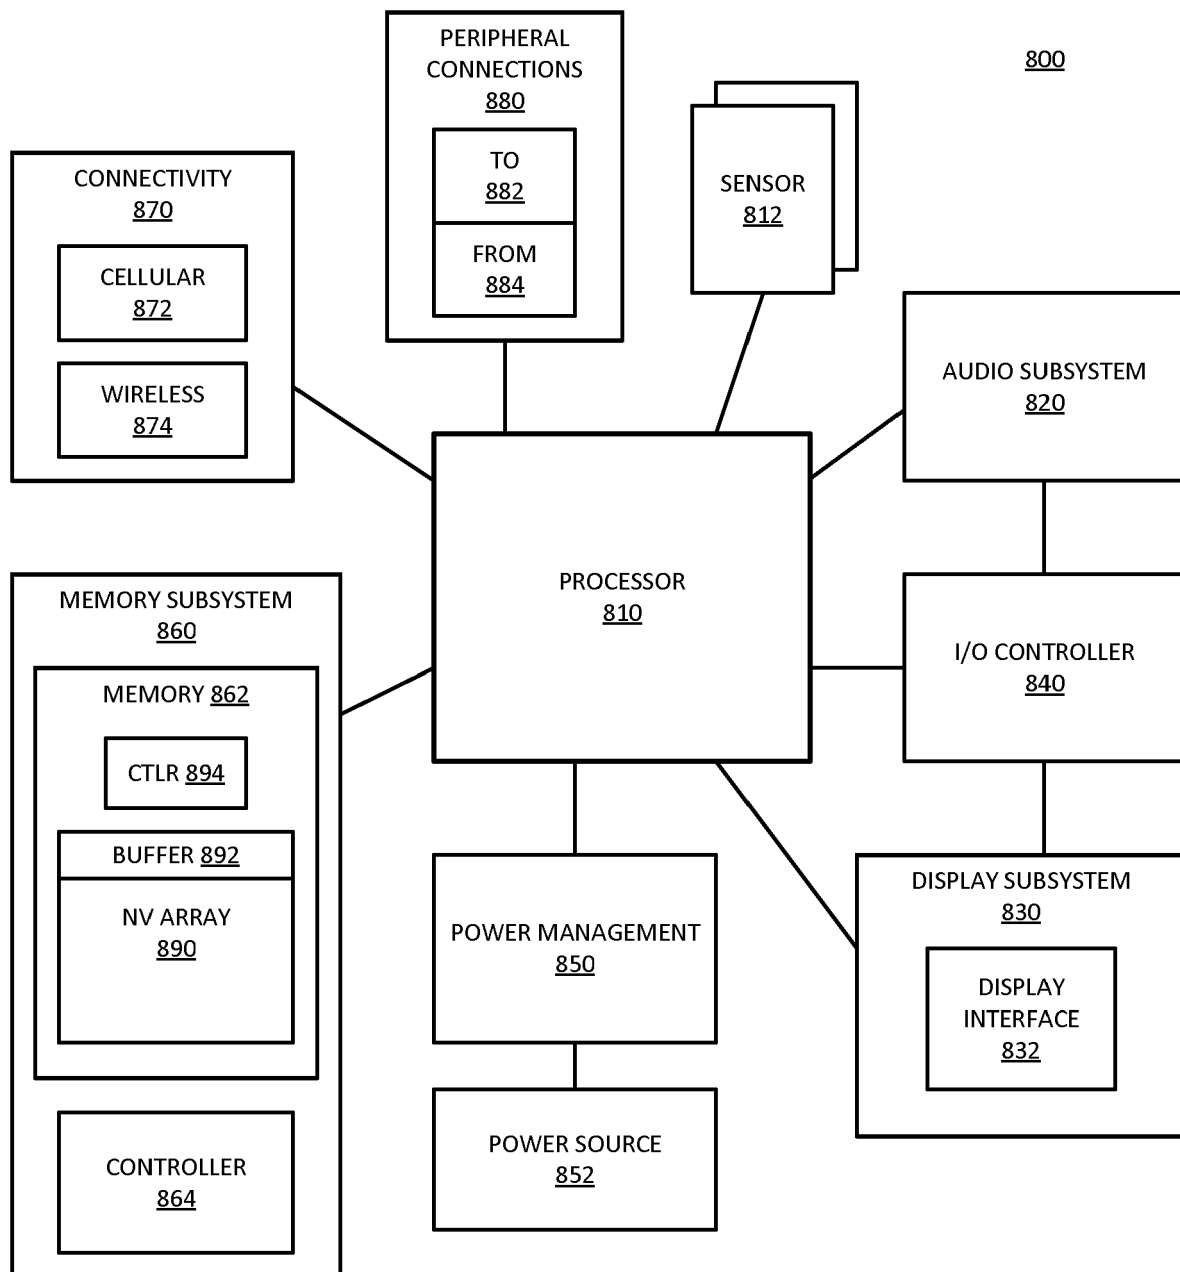 PERIPHERAL
CONNECTIONS
880
TO
882
FROM
884
800
SENSOR
812
CONNECTIVITY
870
CELLULAR
872
WIRELESS
874
AUDIO SUBSYSTEM
820
PROCESSOR
810
I/O CONTROLLER
840
MEMORY SUBSYSTEM
860
MEMORY 862
CTLR 894
BUFFER 892
NV ARRAY
890
CONTROLLER
864
POWER MANAGEMENT
850
POWER SOURCE
852
DISPLAY SUBSYSTEM
830
DISPLAY
INTERFACE
832